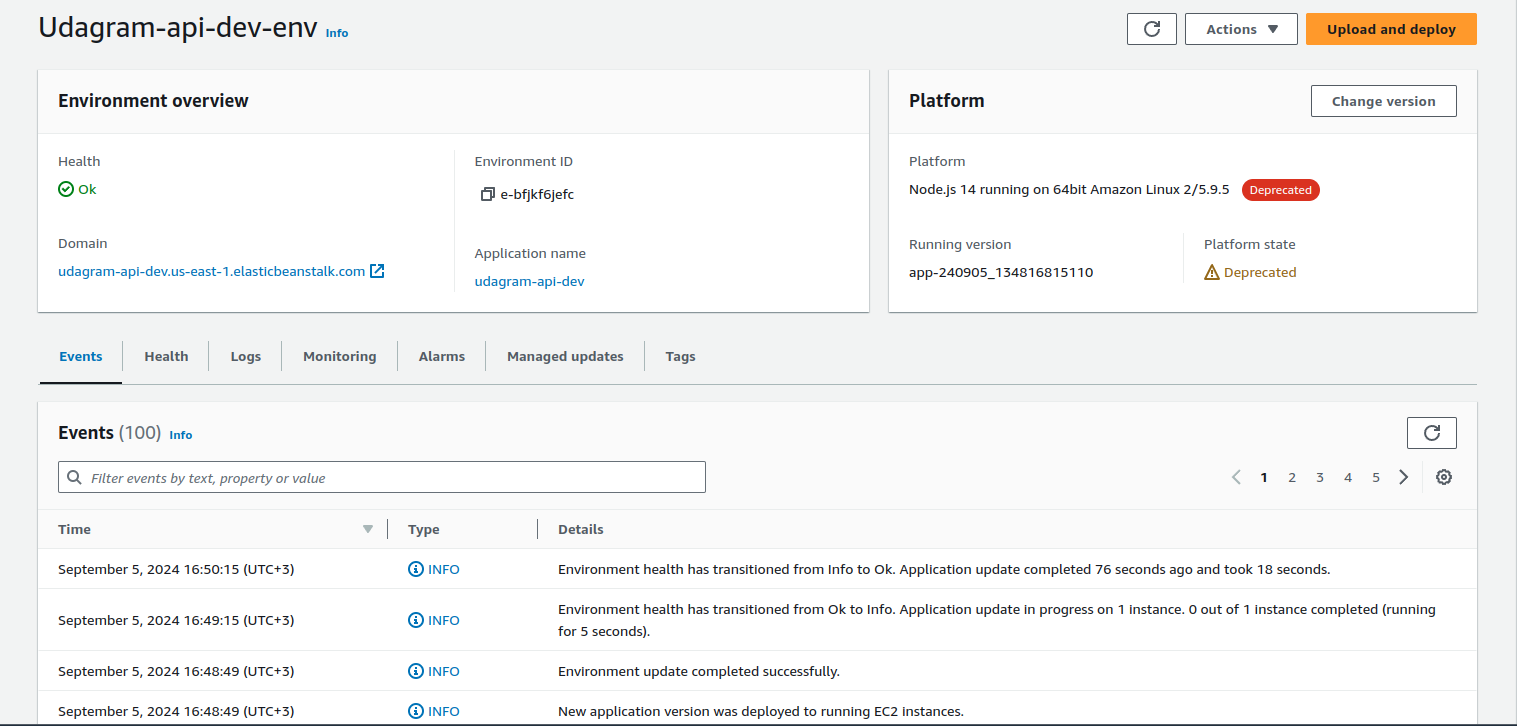 Udagram-api-dev-env Info
Actions
Upload and deploy
Environment overview
Health
Ok
Domain
udagram-api-dev.us-east-1.elasticbeanstalk.com
Environment ID
e-bfjkf6jefc
Application name
udagram-api-dev
Platform
Change version
Platform
Node.js 14 running on 64bit Amazon Linux 2/5.9.5 Deprecated
Running version
app-240905_134816815110
Platform state
Deprecated
Events Health Logs Monitoring Alarms Managed updates Tags
Events (100) Info
Filter events by text, property or value
1 2 3 4 5
Time Type Details
September 5, 2024 16:50:15 (UTC+3) INFO Environment health has transitioned from Info to Ok. Application update completed 76 seconds ago and took 18 seconds.
September 5, 2024 16:49:15 (UTC+3) INFO Environment health has transitioned from Ok to Info. Application update in progress on 1 instance. 0 out of 1 instance completed (running
for 5 seconds).
September 5, 2024 16:48:49 (UTC+3) INFO Environment update completed successfully.
September 5, 2024 16:48:49 (UTC+3) INFO New application version was deployed to running EC2 instances.